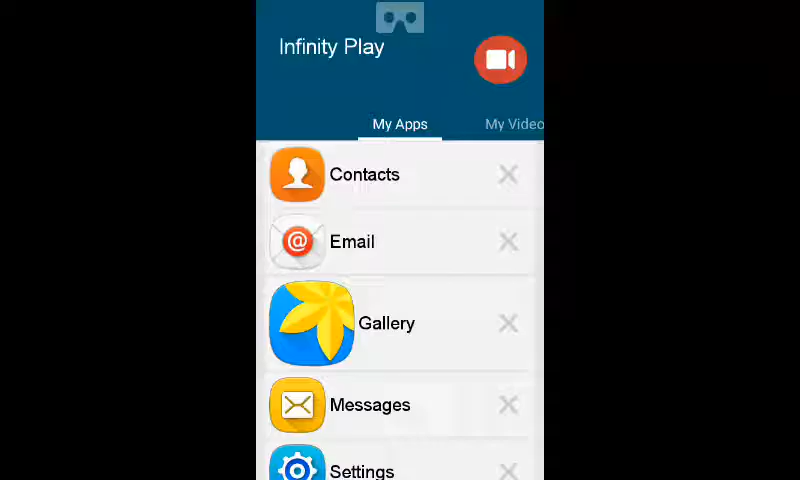 Infinity Play
My Apps
My Video
Contacts
Email
Gallery
Messages
Settings